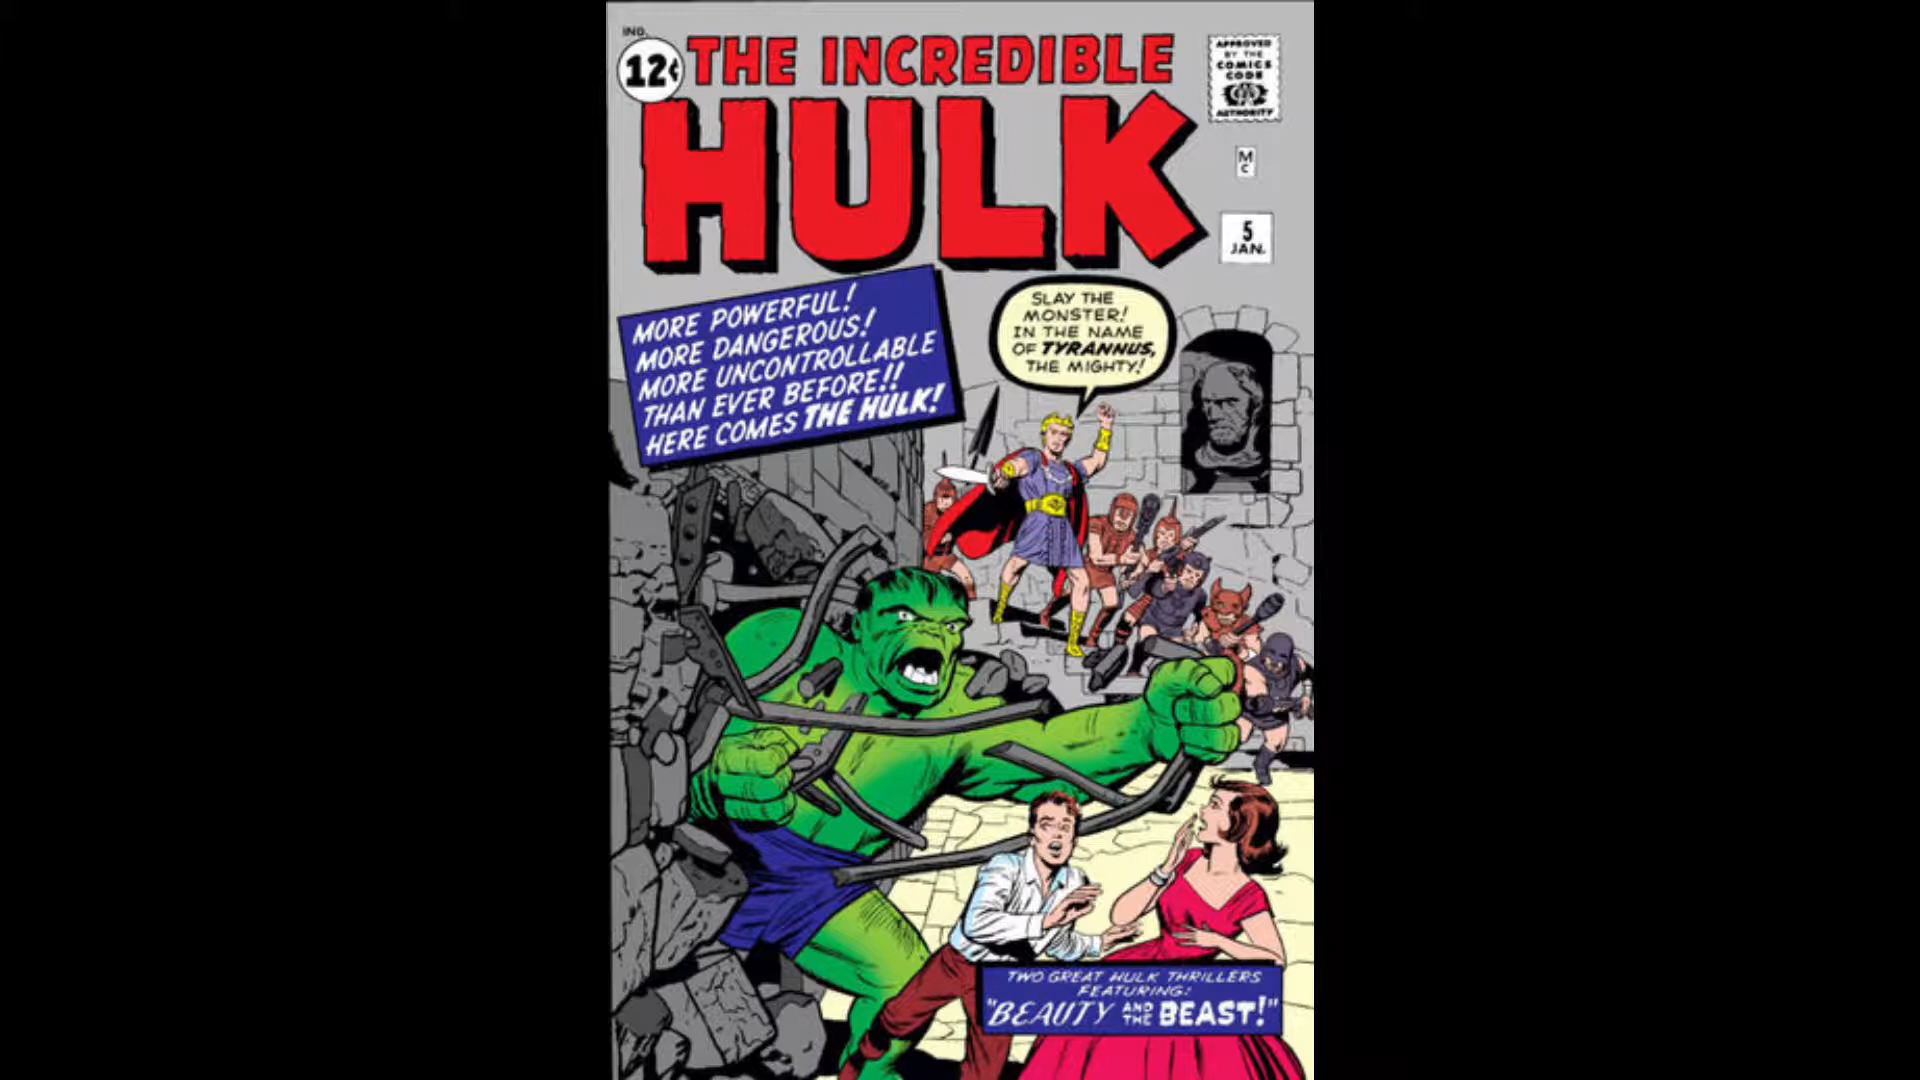 IND.
12¢
THE INCREDIBLE
HULK
APPROVED
BY THE
COMICS
CODE
CA
AUTHORITY
M
C
5
JAN.
MORE POWERFUL!
MORE DANGEROUS!
MORE UNCONTROLLABLE
THAN EVER BEFORE!!
HERE COMES THE HULK!
SLAY THE
MONSTER!
IN THE NAME
OF TYRANNUS,
THE MIGHTY!
TWO GREAT HULK THRILLERS
FEATURING:
"BEAUTY AND THE BEAST!"